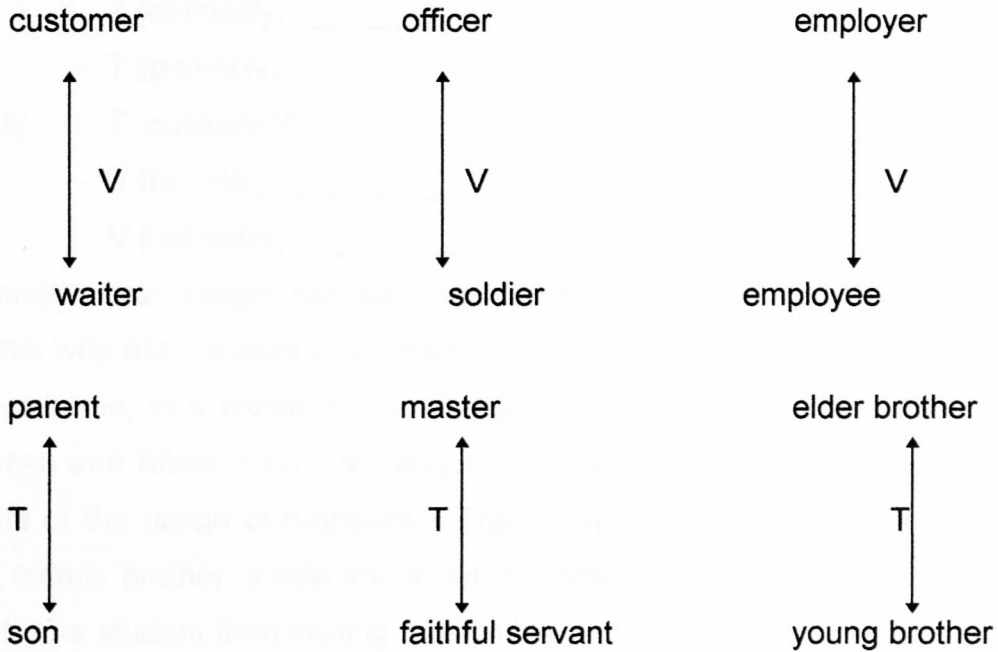 customer officer employer
V V V
waiter soldier employee
parent master elder brother
T T T
son faithful servant young brother